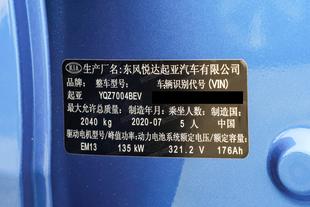 KIA 生产厂名:东风悦达起亚汽车有限公司
品牌: 整车型号: 车辆识别代号(VIN)
起亚 YQZ7004BEV
最大允许总质量: 制造年月: 乘坐人数: 制造国:
2040 kg 2020-07 5 人 中国
驱动电机型号/峰值功率:动力电池系统额定电压/额定容量:
EM13 135 kW 321.2 V 176Ah